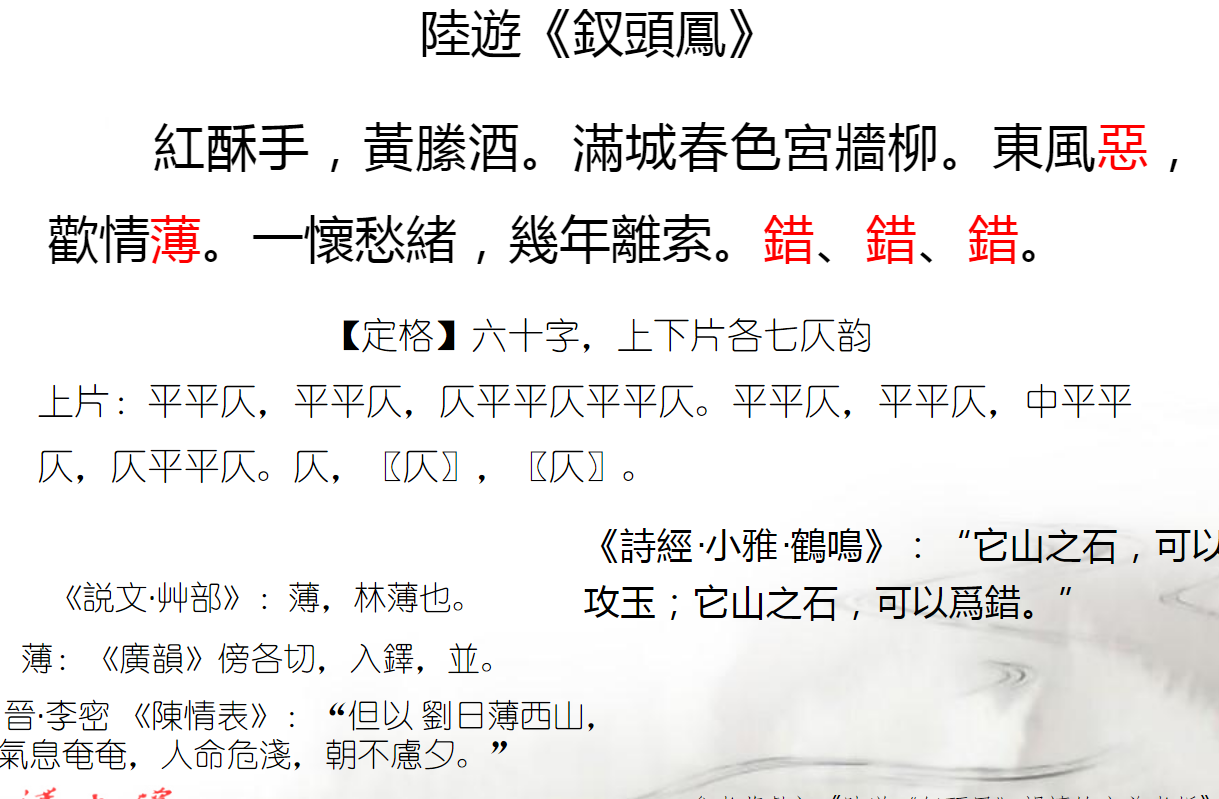 陸遊《釵頭鳳》
紅酥手，黃縢酒。滿城春色宮牆柳。東風惡，
歡情薄。一懷愁緒，幾年離索。錯、錯、錯。
【定格】六十字，上下片各七仄韵
上片：平平仄，平平仄，仄平平仄平平仄。平平仄，平平仄，中平平
仄，仄平平仄。仄，〖仄〗，〖仄〗。
《詩經·小雅·鶴鳴》：“它山之石，可以
攻玉；它山之石，可以爲錯。”
《説文·艸部》：薄，林薄也。
薄：《廣韻》傍各切，入鐸，並。
晉·李密 《陳情表》：“但以 劉日薄西山，
氣息奄奄，人命危淺，朝不慮夕。”